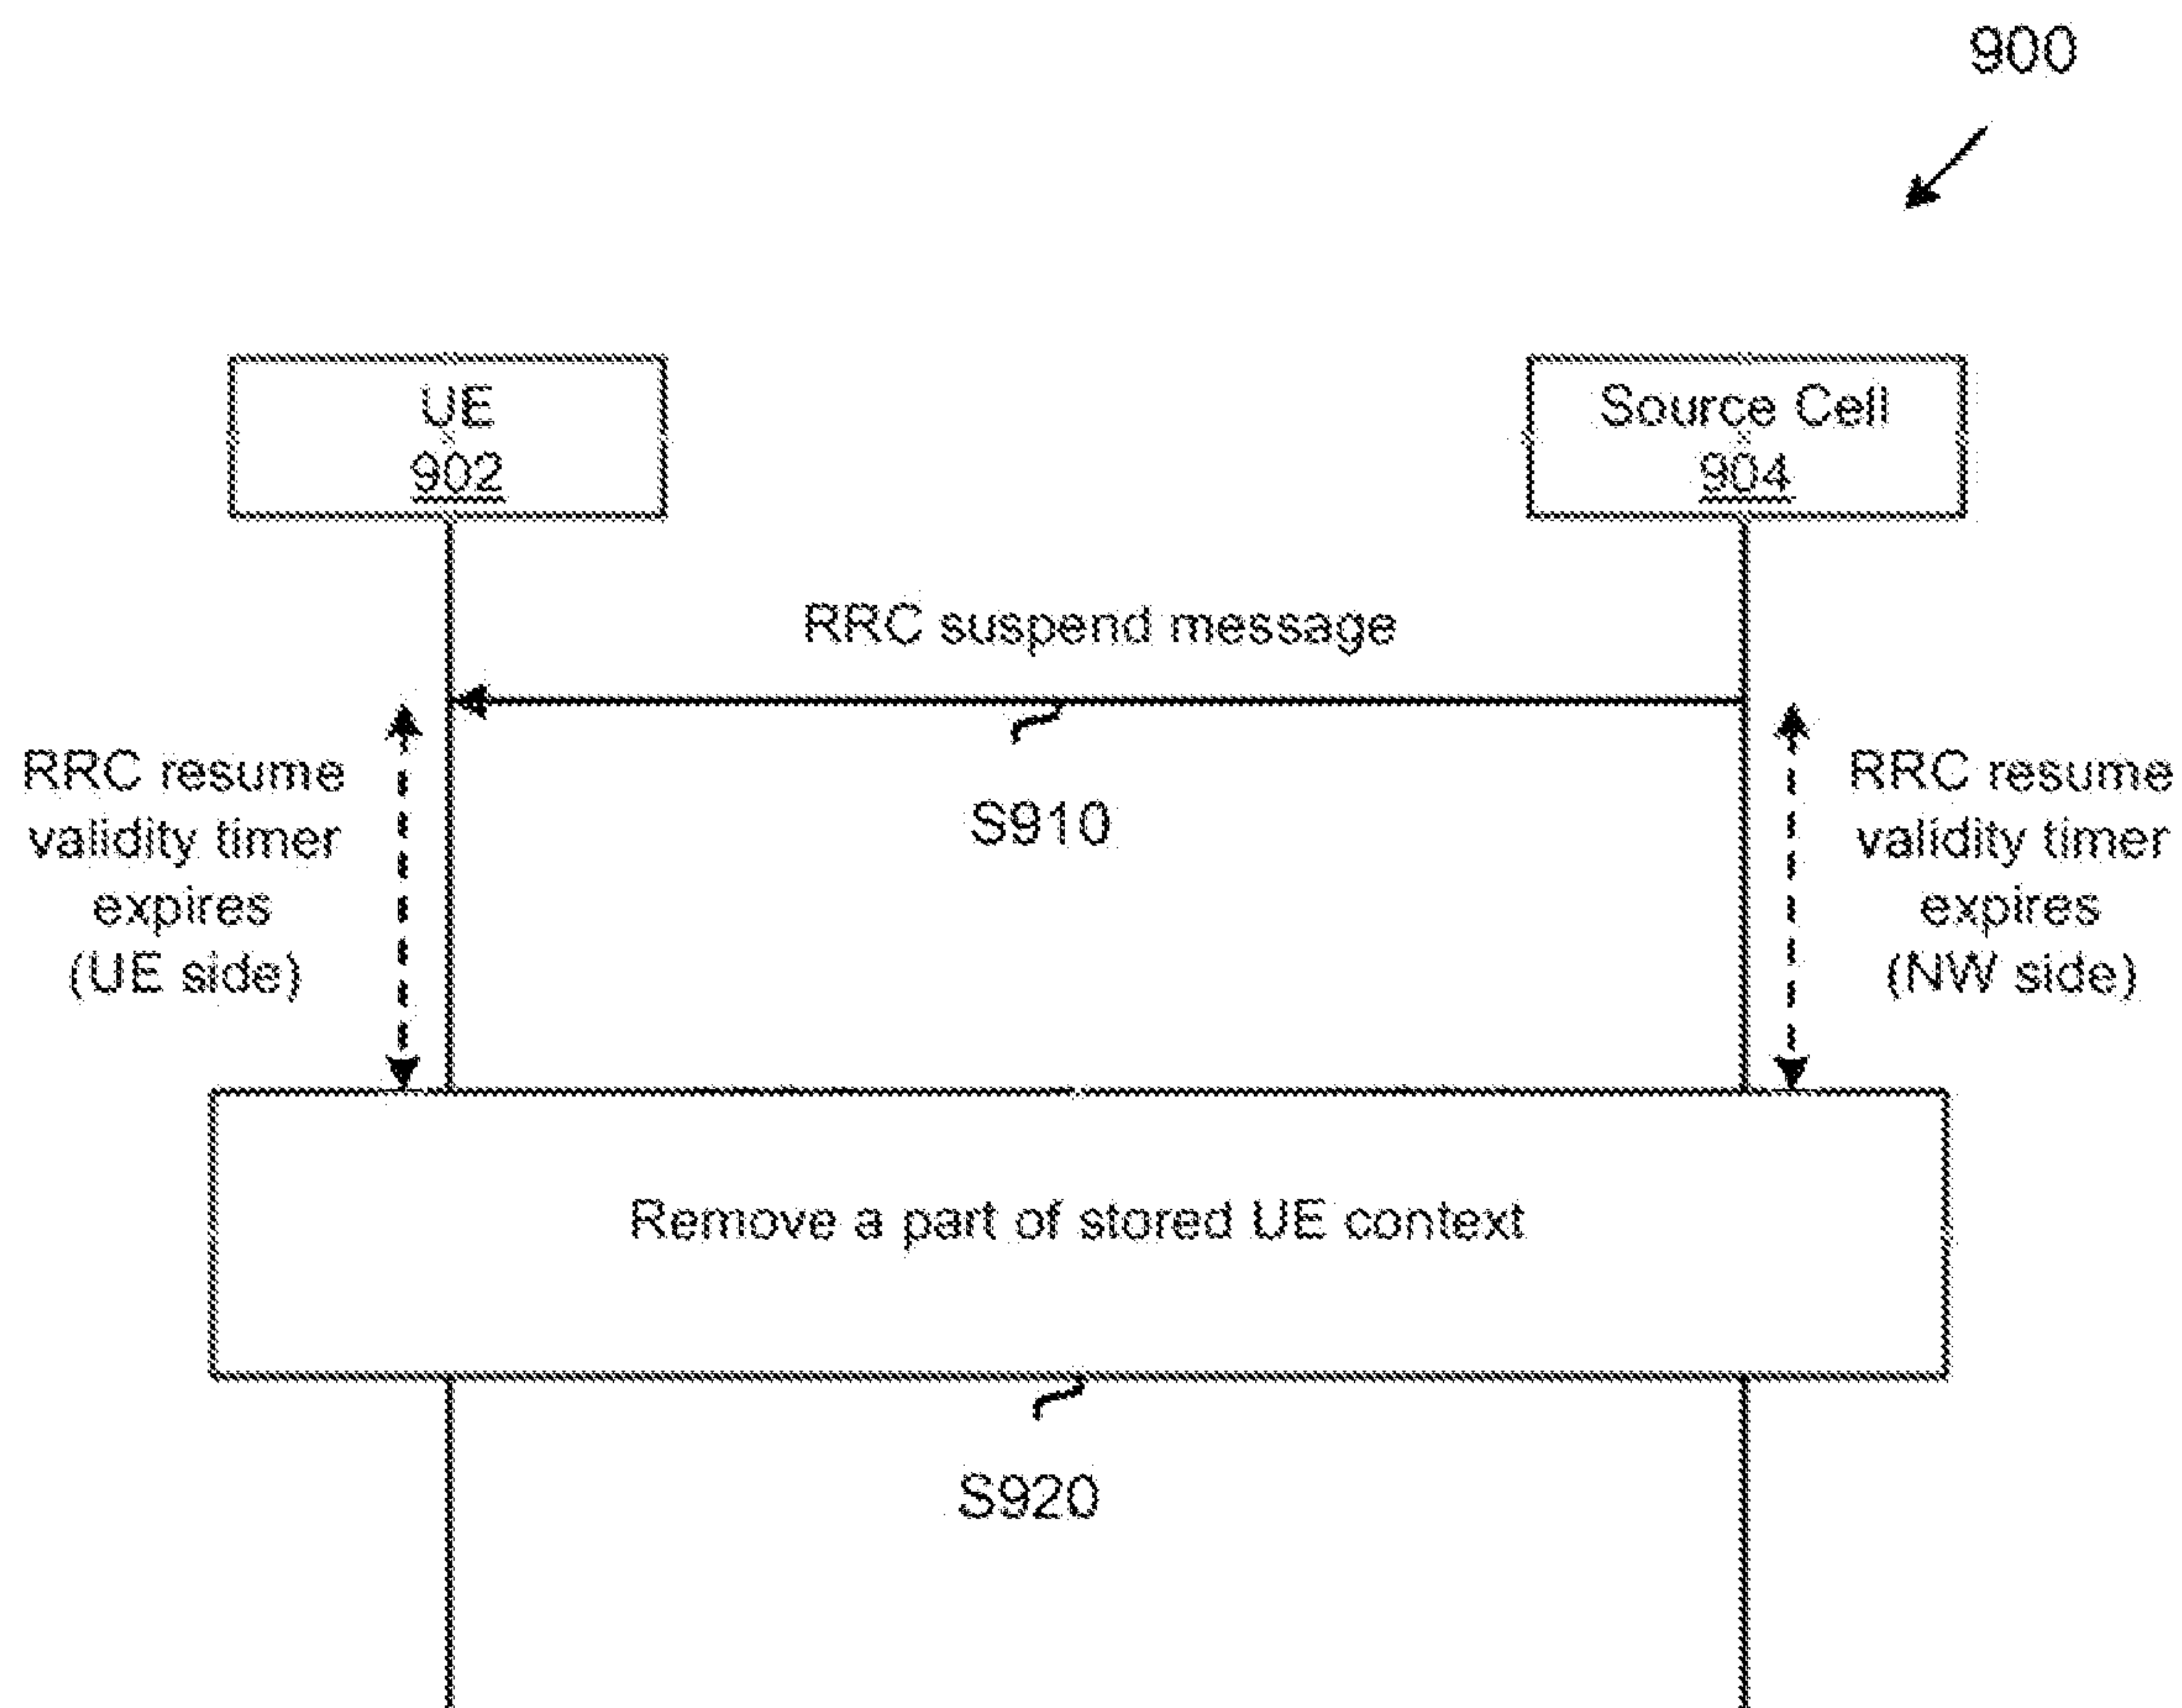 900
UE
902
Source Cell
904
RRC suspend message
RRC resume
validity timer
expires
(UE side)
S910
RRC resume
validity timer
expires
(NW side)
Remove a part of stored UE context
S920